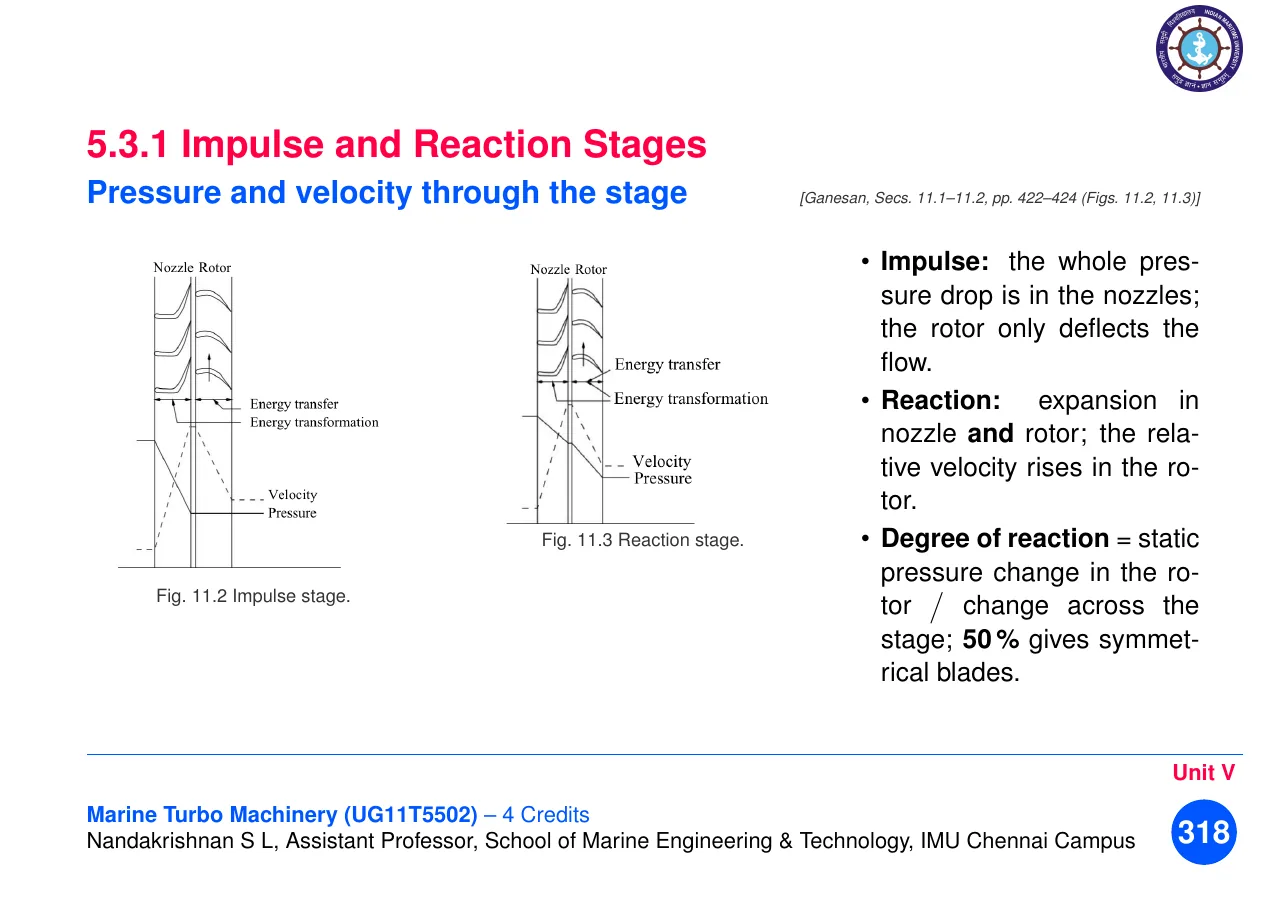 INDIAN MARITIME UNIVERSITY
5.3.1 Impulse and Reaction Stages
Pressure and velocity through the stage
[Ganesan, Secs. 11.1–11.2, pp. 422–424 (Figs. 11.2, 11.3)]
Nozzle Rotor
Energy transfer
Energy transformation
Velocity
Pressure
Fig. 11.2 Impulse stage.
Nozzle Rotor
Energy transfer
Energy transformation
Velocity
Pressure
Fig. 11.3 Reaction stage.
• Impulse: the whole pres-
sure drop is in the nozzles;
the rotor only deflects the
flow.
• Reaction: expansion in
nozzle and rotor; the rela-
tive velocity rises in the ro-
tor.
• Degree of reaction = static
pressure change in the ro-
tor / change across the
stage; 50 % gives symmet-
rical blades.
Unit V
Marine Turbo Machinery (UG11T5502) – 4 Credits
Nandakrishnan S L, Assistant Professor, School of Marine Engineering & Technology, IMU Chennai Campus
318